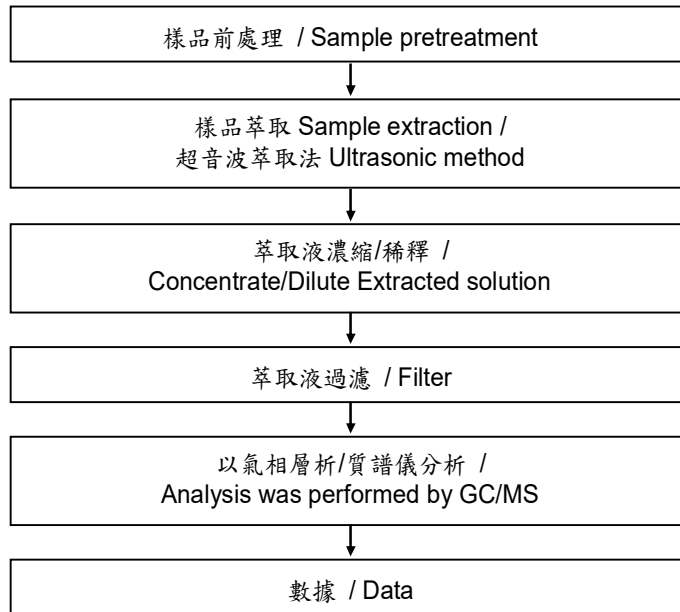 樣品前處理 / Sample pretreatment
樣品萃取 Sample extraction /
超音波萃取法 Ultrasonic method
萃取液濃縮/稀釋 /
Concentrate/Dilute Extracted solution
萃取液過濾 / Filter
以氣相層析/質譜儀分析 /
Analysis was performed by GC/MS
數據 / Data